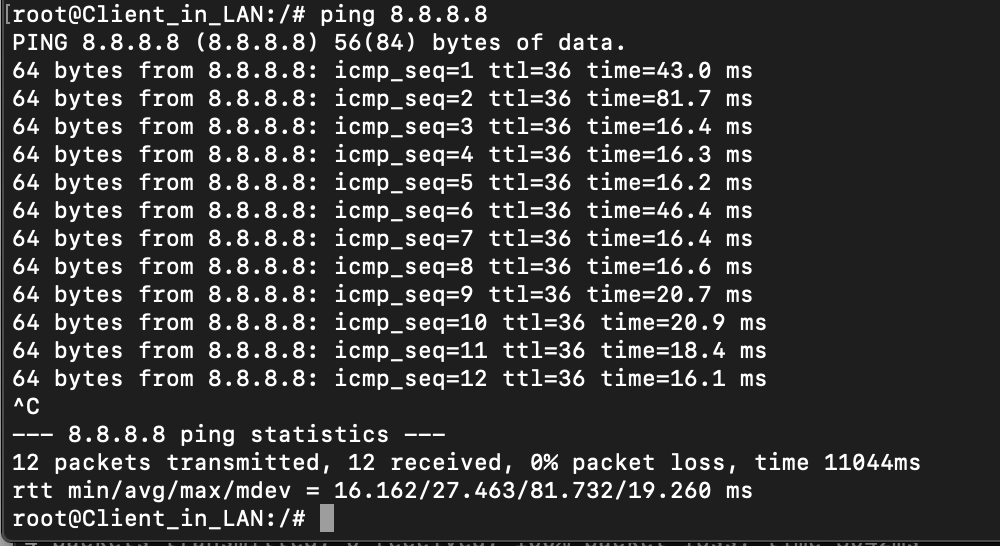 [root@Client_in_LAN:/# ping 8.8.8.8
PING 8.8.8.8 (8.8.8.8) 56(84) bytes of data.
64 bytes from 8.8.8.8: icmp_seq=1 ttl=36 time=43.0 ms
64 bytes from 8.8.8.8: icmp_seq=2 ttl=36 time=81.7 ms
64 bytes from 8.8.8.8: icmp_seq=3 ttl=36 time=16.4 ms
64 bytes from 8.8.8.8: icmp_seq=4 ttl=36 time=16.3 ms
64 bytes from 8.8.8.8: icmp_seq=5 ttl=36 time=16.2 ms
64 bytes from 8.8.8.8: icmp_seq=6 ttl=36 time=46.4 ms
64 bytes from 8.8.8.8: icmp_seq=7 ttl=36 time=16.4 ms
64 bytes from 8.8.8.8: icmp_seq=8 ttl=36 time=16.6 ms
64 bytes from 8.8.8.8: icmp_seq=9 ttl=36 time=20.7 ms
64 bytes from 8.8.8.8: icmp_seq=10 ttl=36 time=20.9 ms
64 bytes from 8.8.8.8: icmp_seq=11 ttl=36 time=18.4 ms
64 bytes from 8.8.8.8: icmp_seq=12 ttl=36 time=16.1 ms
^C
--- 8.8.8.8 ping statistics ---
12 packets transmitted, 12 received, 0% packet loss, time 11044ms
rtt min/avg/max/mdev = 16.162/27.463/81.732/19.260 ms
root@Client_in_LAN:/#